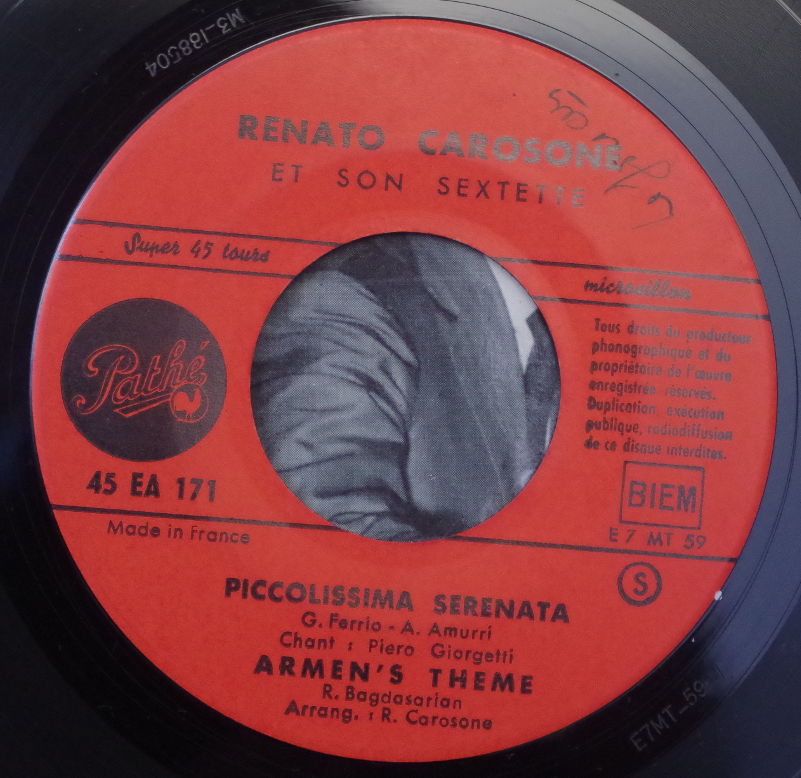 M3_188504
RENATO CAROSONE
ET SON SEXTETTE
Super 45 tours
microsillon
Pathé
Tous droits du producteur
phonographique et du
propriétaire de l'œuvre
enregistrée réservés.
Duplication, exécution
publique, radiodiffusion
de ce disque interdites.
45 EA 171
BIEM
E 7 MT 59
Made in France
S
PICCOLISSIMA SERENATA
G. Ferrio - A. Amurri
Chant : Piero Giorgetti
ARMEN'S THEME
R. Bagdasarian
Arrang. : R. Carosone
E7MT_59